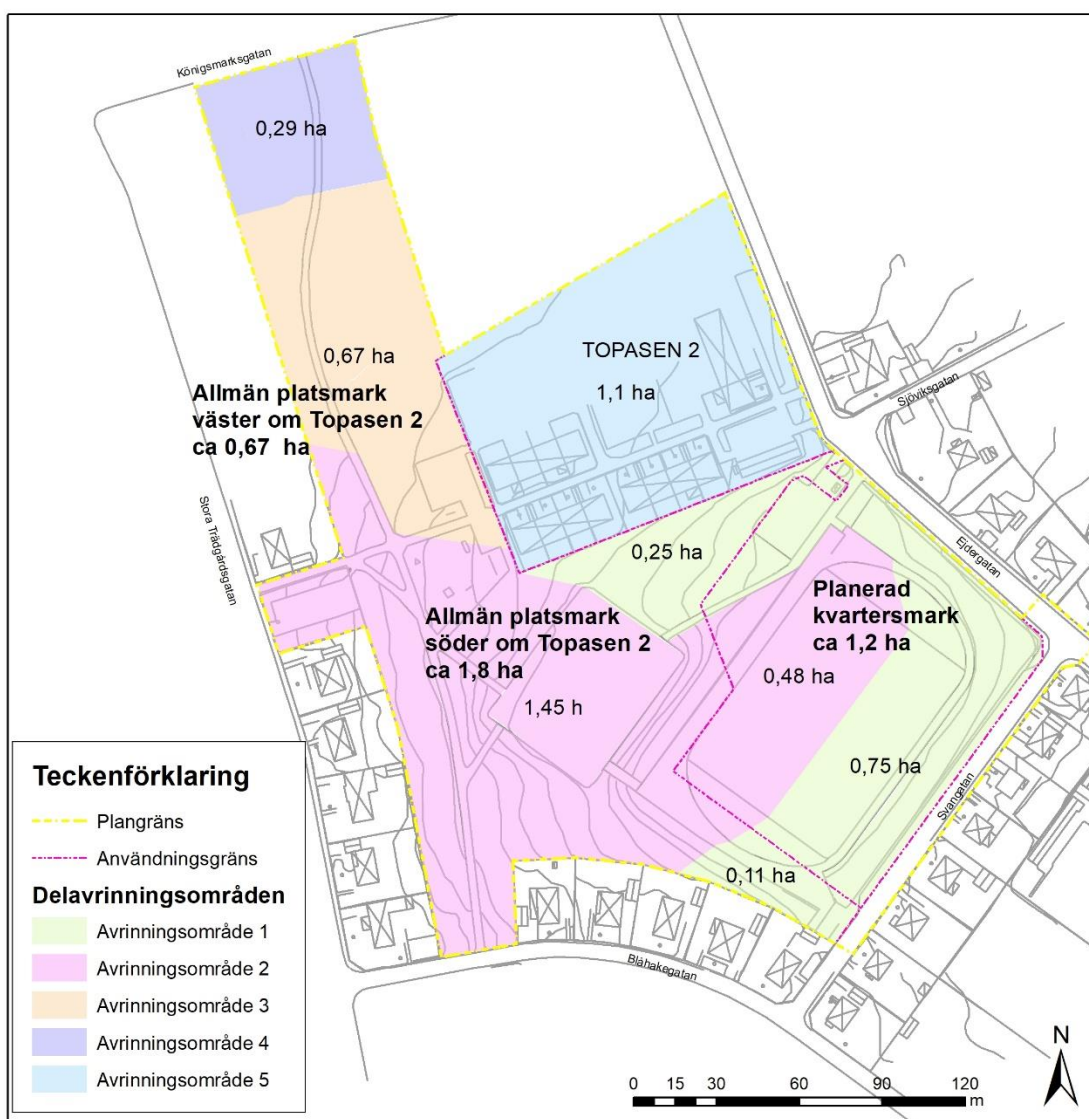 Königsmarksgatan
0,29 ha
0,67 ha
Allmän platsmark
väster om Topasen 2
ca 0,67 ha
TOPASEN 2
1,1 ha
Sjöviksgatan
Stora Trädgårdsgatan
Ejdergatan
0,25 ha
Planerad
kvartersmark
ca 1,2 ha
Allmän platsmark
söder om Topasen 2
ca 1,8 ha
0,48 ha
1,45 h
0,75 ha
Svangatan
0,11 ha
Blåhakegatan
Teckenförklaring
Plangräns
Användningsgräns
Delavrinningsområden
Avrinningsområde 1
Avrinningsområde 2
Avrinningsområde 3
Avrinningsområde 4
Avrinningsområde 5
N
0 15 30 60 90 120
m